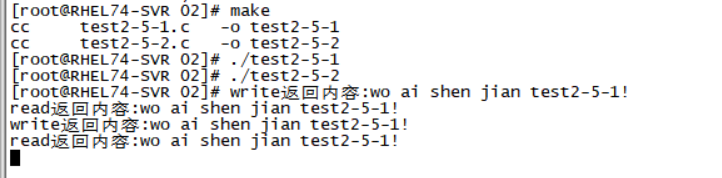 [root@RHEL74-SVR 02]# make
cc     test2-5-1.c   -o test2-5-1
cc     test2-5-2.c   -o test2-5-2
[root@RHEL74-SVR 02]# ./test2-5-1
[root@RHEL74-SVR 02]# ./test2-5-2
[root@RHEL74-SVR 02]# write返回内容:wo ai shen jian test2-5-1!
read返回内容:wo ai shen jian test2-5-1!
write返回内容:wo ai shen jian test2-5-1!
read返回内容:wo ai shen jian test2-5-1!